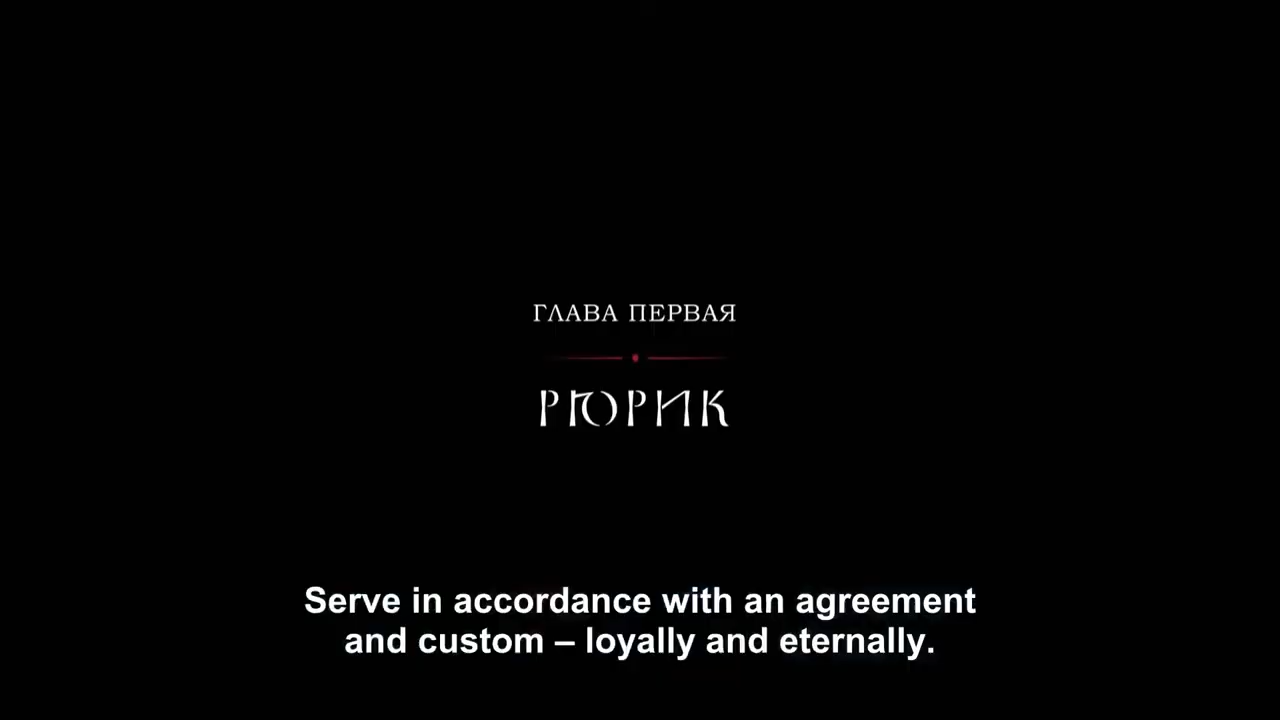 ГЛАВА ПЕРВАЯ
РЮРИК
Serve in accordance with an agreement
and custom – loyally and eternally.